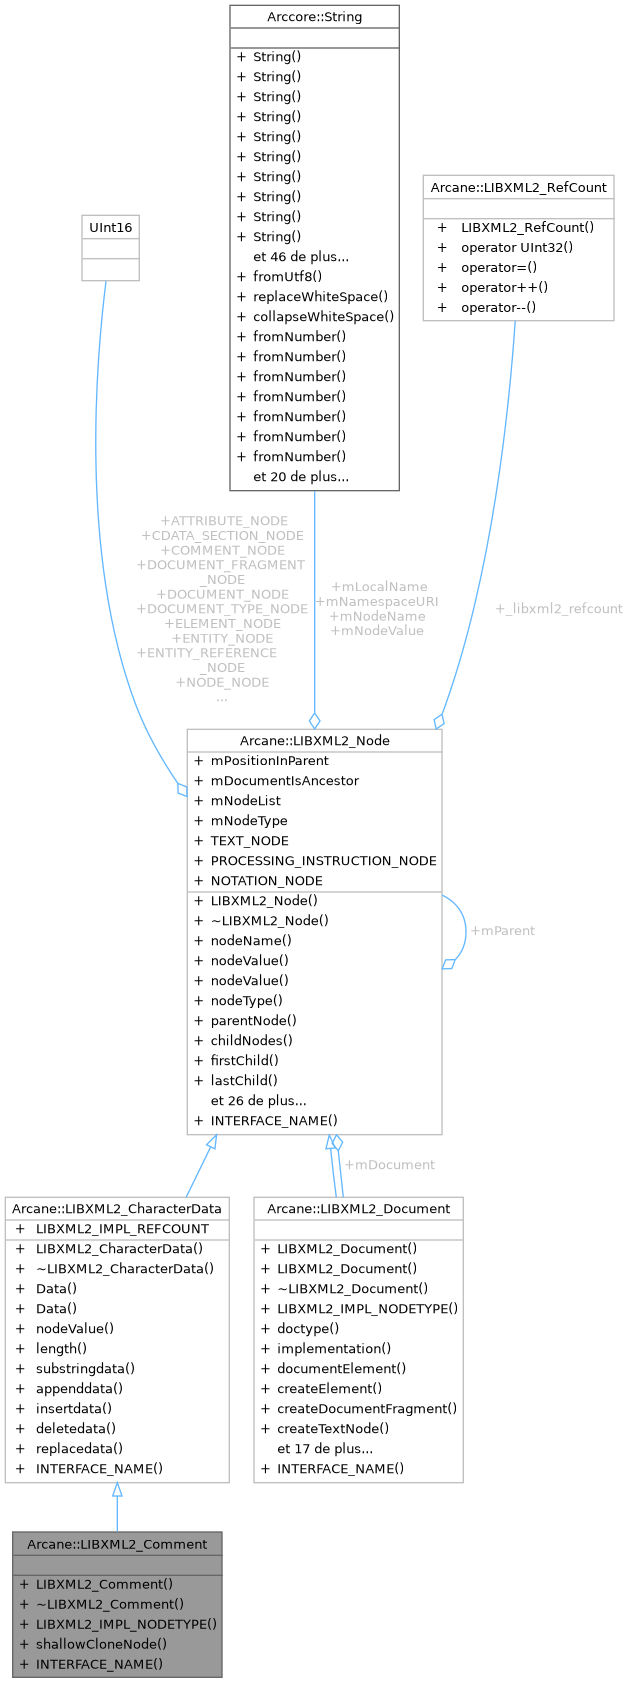 Arccore::String
+ String()
+ String()
+ String()
+ String()
+ String()
+ String()
+ String()
+ String()
+ String()
+ String()
et 46 de plus...
+ fromUtf8()
+ replaceWhiteSpace()
+ collapseWhiteSpace()
+ fromNumber()
+ fromNumber()
+ fromNumber()
+ fromNumber()
+ fromNumber()
+ fromNumber()
+ fromNumber()
et 20 de plus...
Arcane::LIBXML2_RefCount
+ LIBXML2_RefCount()
+ operator UInt32()
+ operator=()
+ operator++()
+ operator--()
UInt16
+ATTRIBUTE_NODE
+CDATA_SECTION_NODE
+COMMENT_NODE
+DOCUMENT_FRAGMENT
_NODE
+DOCUMENT_NODE
+DOCUMENT_TYPE_NODE
+ELEMENT_NODE
+ENTITY_NODE
+ENTITY_REFERENCE
_NODE
+NODE_NODE
...
+mLocalName
+mNamespaceURI
+mNodeName
+mNodeValue
+_libxml2_refcount
Arcane::LIBXML2_Node
+ mPositionInParent
+ mDocumentIsAncestor
+ mNodeList
+ mNodeType
+ TEXT_NODE
+ PROCESSING_INSTRUCTION_NODE
+ NOTATION_NODE
+ LIBXML2_Node()
+ ~LIBXML2_Node()
+ nodeName()
+ nodeValue()
+ nodeValue()
+ nodeType()
+ parentNode()
+ childNodes()
+ firstChild()
+ lastChild()
et 26 de plus...
+ INTERFACE_NAME()
+mParent
+mDocument
Arcane::LIBXML2_CharacterData
+ LIBXML2_IMPL_REFCOUNT
+ LIBXML2_CharacterData()
+ ~LIBXML2_CharacterData()
+ Data()
+ Data()
+ nodeValue()
+ length()
+ substringdata()
+ appenddata()
+ insertdata()
+ deletedata()
+ replacedata()
+ INTERFACE_NAME()
Arcane::LIBXML2_Document
+ LIBXML2_Document()
+ LIBXML2_Document()
+ ~LIBXML2_Document()
+ LIBXML2_IMPL_NODETYPE()
+ doctype()
+ implementation()
+ documentElement()
+ createElement()
+ createDocumentFragment()
+ createTextNode()
et 17 de plus...
+ INTERFACE_NAME()
Arcane::LIBXML2_Comment
+ LIBXML2_Comment()
+ ~LIBXML2_Comment()
+ LIBXML2_IMPL_NODETYPE()
+ shallowCloneNode()
+ INTERFACE_NAME()